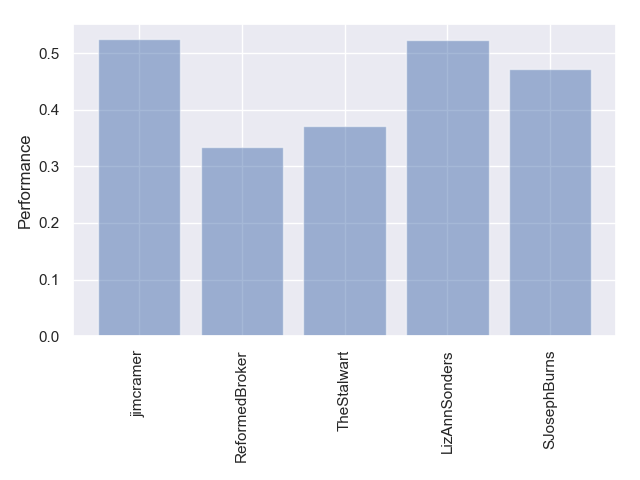 0.5
0.4
0.3
0.2
0.1
0.0
Performance
jimcramer
ReformedBroker
TheStalwart
LizAnnSonders
SJosephBurns